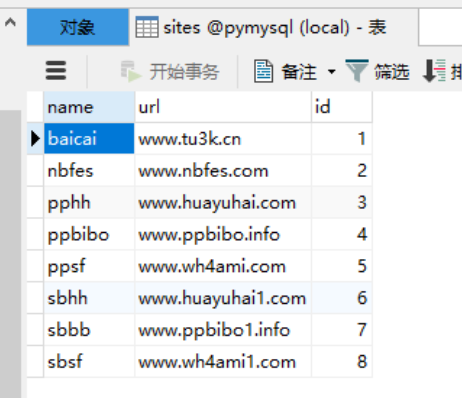 对象 sites @pymysql (local) - 表
开始事务 备注 筛选
name url id
baicai www.tu3k.cn 1
nbfes www.nbfes.com 2
pphh www.huayuhai.com 3
ppbibo www.ppbibo.info 4
ppsf www.wh4ami.com 5
sbhh www.huayuhai1.com 6
sbbb www.ppbibo1.info 7
sbsf www.wh4ami1.com 8